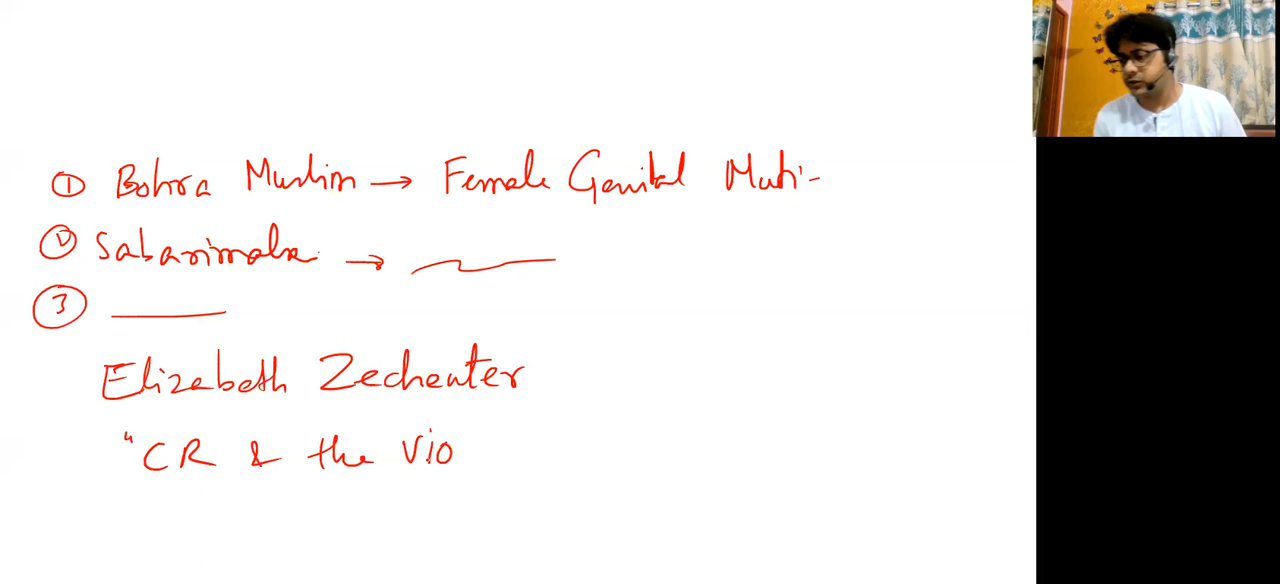 ① Bohra Muslim → Female Genital Muti-
② Sabarimala →
③
Elizabeth Zechenter
"CR & the Vio